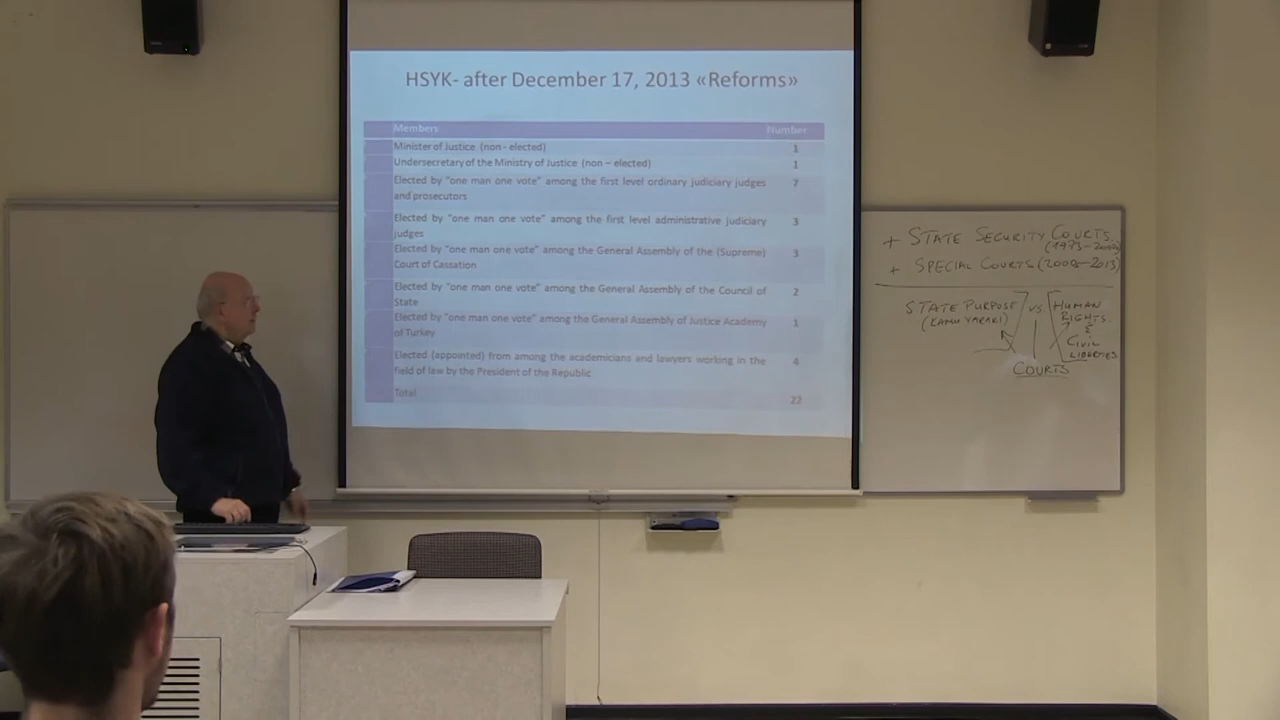 HSYK- after December 17, 2013 «Reforms»
Members Number
Minister of Justice (non - elected) 1
Undersecretary of the Ministry of Justice (non – elected) 1
Elected by “one man one vote” among the first level ordinary judiciary judges 7
and prosecutors
Elected by “one man one vote” among the first level administrative judiciary 3
judges
Elected by “one man one vote” among the General Assembly of the (Supreme) 3
Court of Cassation
Elected by “one man one vote” among the General Assembly of the Council of 2
State
Elected by “one man one vote” among the General Assembly of Justice Academy 1
of Turkey
Elected (appointed) from among the academicians and lawyers working in the 4
field of law by the President of the Republic
Total 22
+ STATE SECURITY COURTS
+ SPECIAL COURTS
STATE PURPOSE vs. HUMAN
RIGHTS
&
CIVIL
LIBERTIES
COURTS